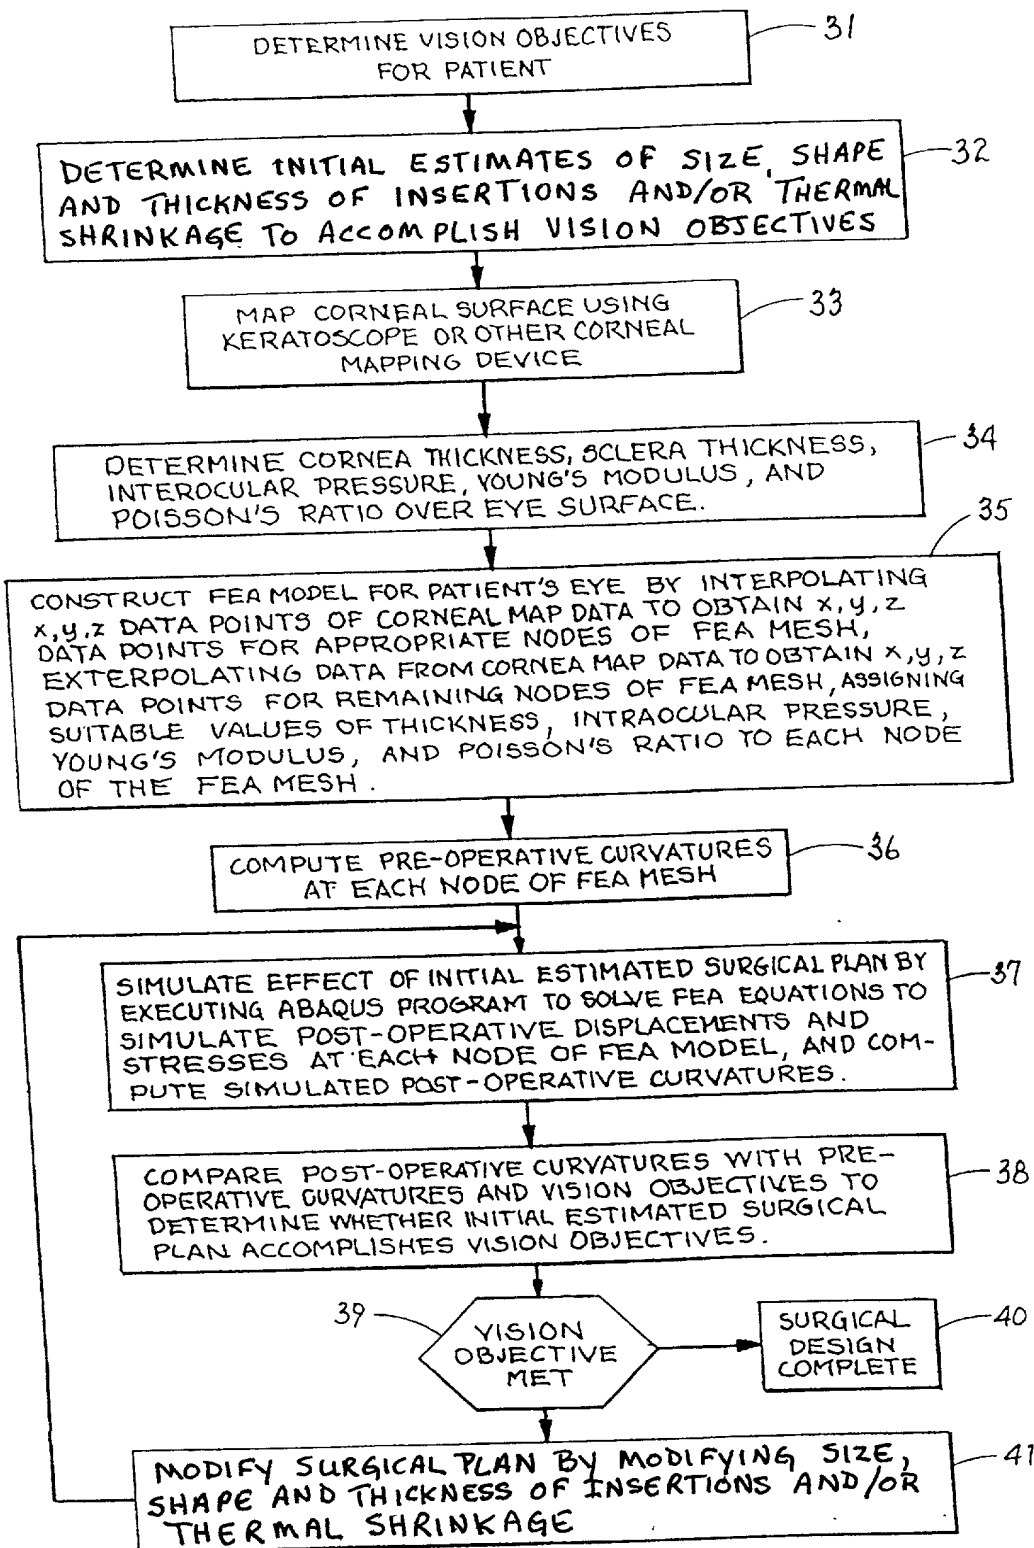 DETERMINE VISION OBJECTIVES
FOR PATIENT
31
DETERMINE INITIAL ESTIMATES OF SIZE, SHAPE
AND THICKNESS OF INSERTIONS AND/OR THERMAL
SHRINKAGE TO ACCOMPLISH VISION OBJECTIVES
32
MAP CORNEAL SURFACE USING
KERATOSCOPE OR OTHER CORNEAL
MAPPING DEVICE
33
DETERMINE CORNEA THICKNESS, SCLERA THICKNESS,
INTEROCULAR PRESSURE, YOUNG'S MODULUS, AND
POISSON'S RATIO OVER EYE SURFACE.
34
35
CONSTRUCT FEA MODEL FOR PATIENT'S EYE BY INTERPOLATING
x, y, z DATA POINTS OF CORNEAL MAP DATA TO OBTAIN x, y, z
DATA POINTS FOR APPROPRIATE NODES OF FEA MESH,
EXTERPOLATING DATA FROM CORNEA MAP DATA TO OBTAIN x, y, z
DATA POINTS FOR REMAINING NODES OF FEA MESH, ASSIGNING
SUITABLE VALUES OF THICKNESS, INTRAOCULAR PRESSURE,
YOUNG'S MODULUS, AND POISSON'S RATIO TO EACH NODE
OF THE FEA MESH.
COMPUTE PRE-OPERATIVE CURVATURES
AT EACH NODE OF FEA MESH
36
SIMULATE EFFECT OF INITIAL ESTIMATED SURGICAL PLAN BY
EXECUTING ABAQUS PROGRAM TO SOLVE FEA EQUATIONS TO
SIMULATE POST-OPERATIVE DISPLACEMENTS AND
STRESSES AT EACH NODE OF FEA MODEL, AND COM-
PUTE SIMULATED POST-OPERATIVE CURVATURES.
37
COMPARE POST-OPERATIVE CURVATURES WITH PRE-
OPERATIVE CURVATURES AND VISION OBJECTIVES TO
DETERMINE WHETHER INITIAL ESTIMATED SURGICAL
PLAN ACCOMPLISHES VISION OBJECTIVES.
38
39
VISION
OBJECTIVE
MET
SURGICAL
DESIGN
COMPLETE
40
MODIFY SURGICAL PLAN BY MODIFYING SIZE,
SHAPE AND THICKNESS OF INSERTIONS AND/OR
THERMAL SHRINKAGE
41